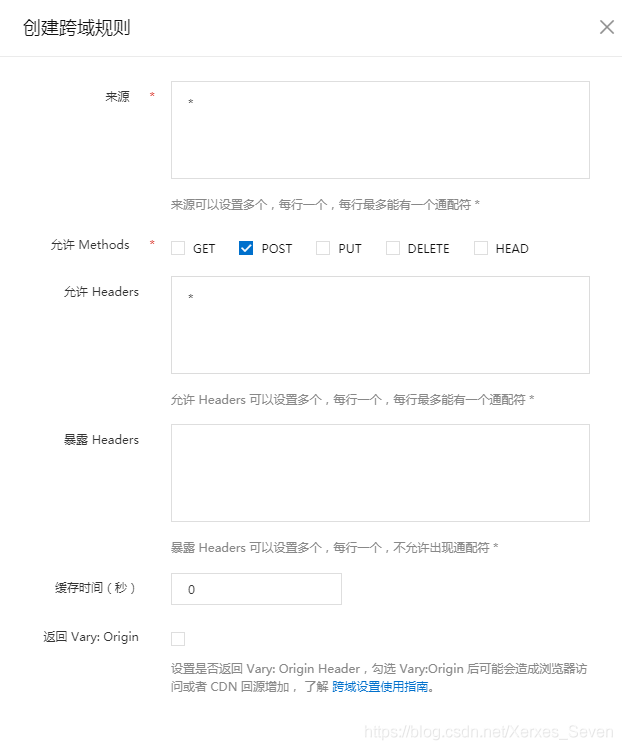 创建跨域规则
来源 *
*
来源可以设置多个，每行一个，每行最多能有一个通配符 *
允许 Methods * GET POST PUT DELETE HEAD
允许 Headers
*
允许 Headers 可以设置多个，每行一个，每行最多能有一个通配符 *
暴露 Headers
暴露 Headers 可以设置多个，每行一个，不允许出现通配符 *
缓存时间（秒） 0
返回 Vary: Origin
设置是否返回 Vary: Origin Header，勾选 Vary:Origin 后可能会造成浏览器访
问或者 CDN 回源增加， 了解 跨域设置使用指南。
https://blog.csdn.net/Xerxes_Seven